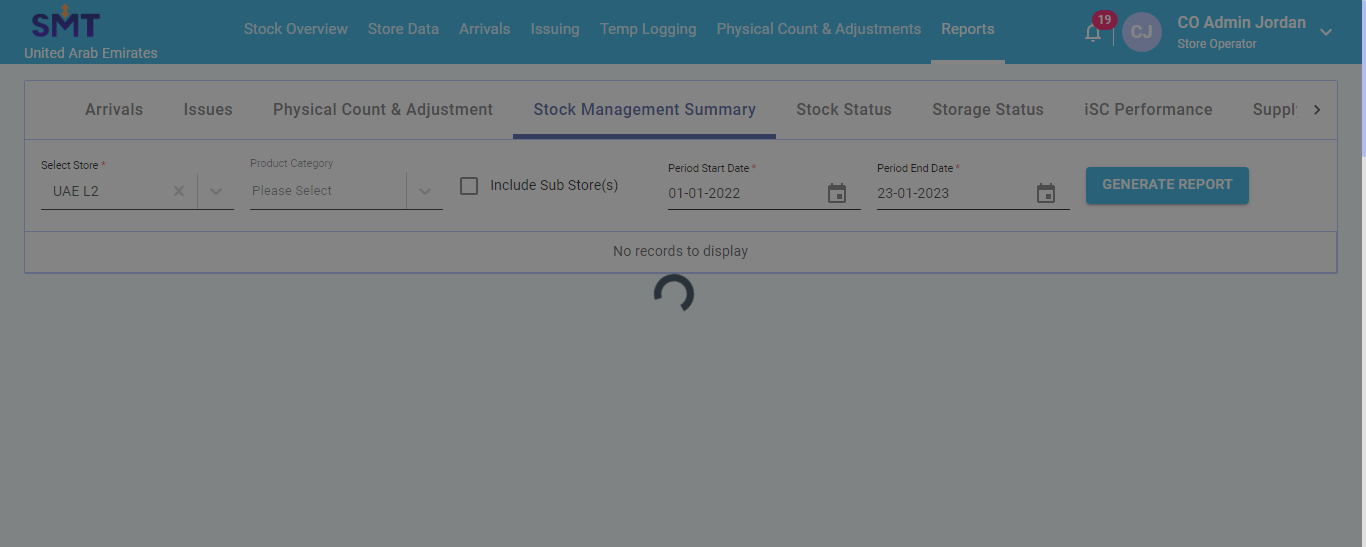 SMT
United Arab Emirates
Stock Overview Store Data Arrivals Issuing Temp Logging Physical Count & Adjustments Reports
19
CJ
CO Admin Jordan
Store Operator
Arrivals Issues Physical Count & Adjustment Stock Management Summary Stock Status Storage Status iSC Performance Suppl
Select Store *
UAE L2
Product Category
Please Select
Include Sub Store(s)
Period Start Date *
01-01-2022
Period End Date *
23-01-2023
GENERATE REPORT
No records to display